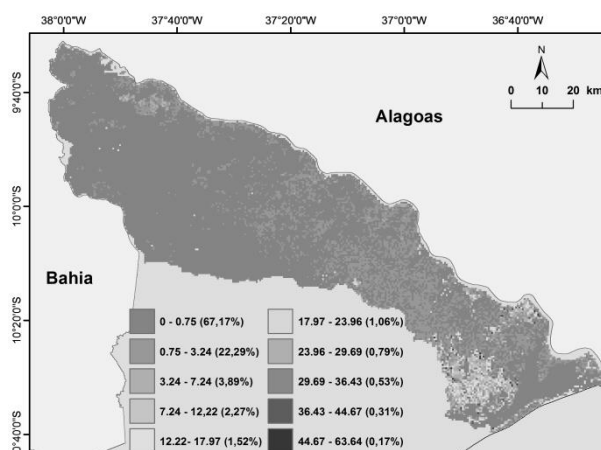 38°0'0"W 37°40'0"W 37°20'0"W 37°0'0"W 36°40'0"W
N
0 10 20 km
9°40'0"S
Alagoas
10°0'0"S
Bahia
10°20'0"S
0 - 0.75 (67,17%)
0.75 - 3.24 (22,29%)
3.24 - 7.24 (3,89%)
7.24 - 12,22 (2,27%)
12.22- 17.97 (1,52%)
17.97 - 23.96 (1,06%)
23.96 - 29.69 (0,79%)
29.69 - 36.43 (0,53%)
36.43 - 44.67 (0,31%)
44.67 - 63.64 (0,17%)
0°40'0"S